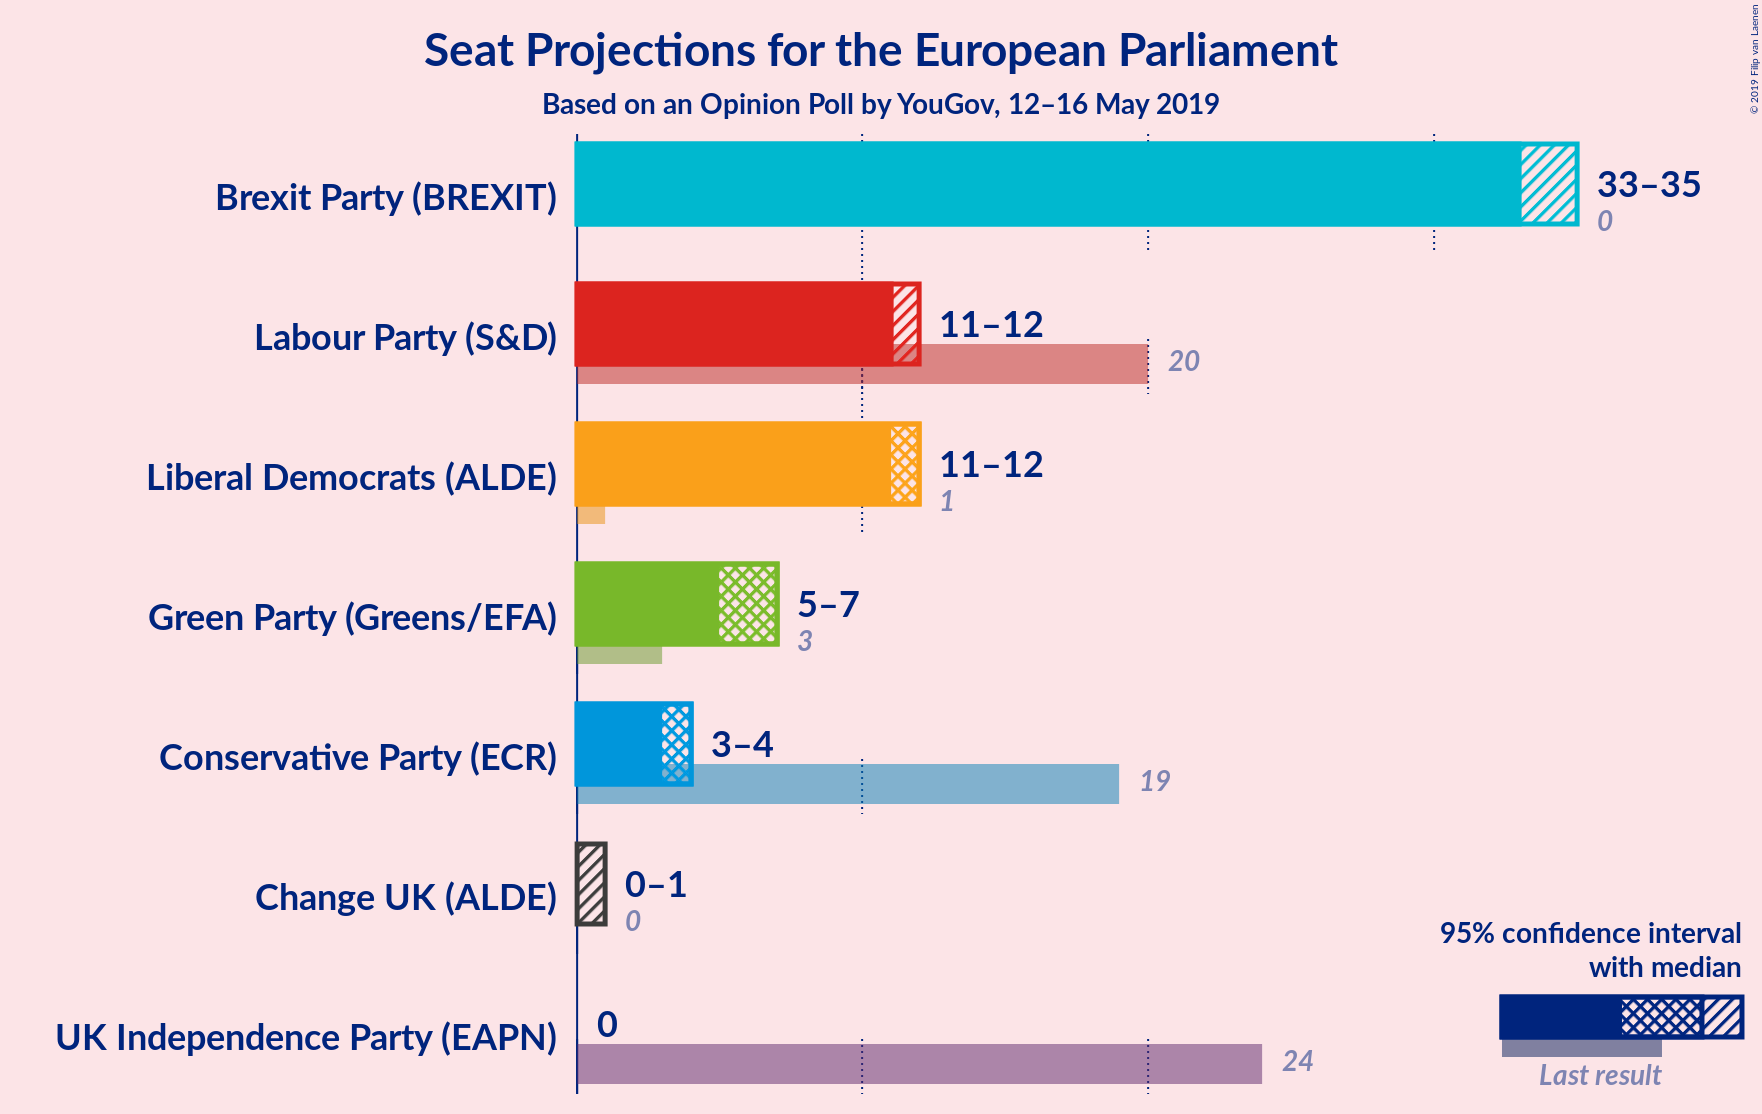 Seat Projections for the European Parliament
Based on an Opinion Poll by YouGov, 12–16 May 2019
© 2019 Filip van Laenen
Brexit Party (BREXIT)
33–35
0
Labour Party (S&D)
11–12
20
Liberal Democrats (ALDE)
11–12
1
Green Party (Greens/EFA)
5–7
3
Conservative Party (ECR)
3–4
19
Change UK (ALDE)
0–1
0
UK Independence Party (EAPN)
0
24
95% confidence interval
with median
Last result